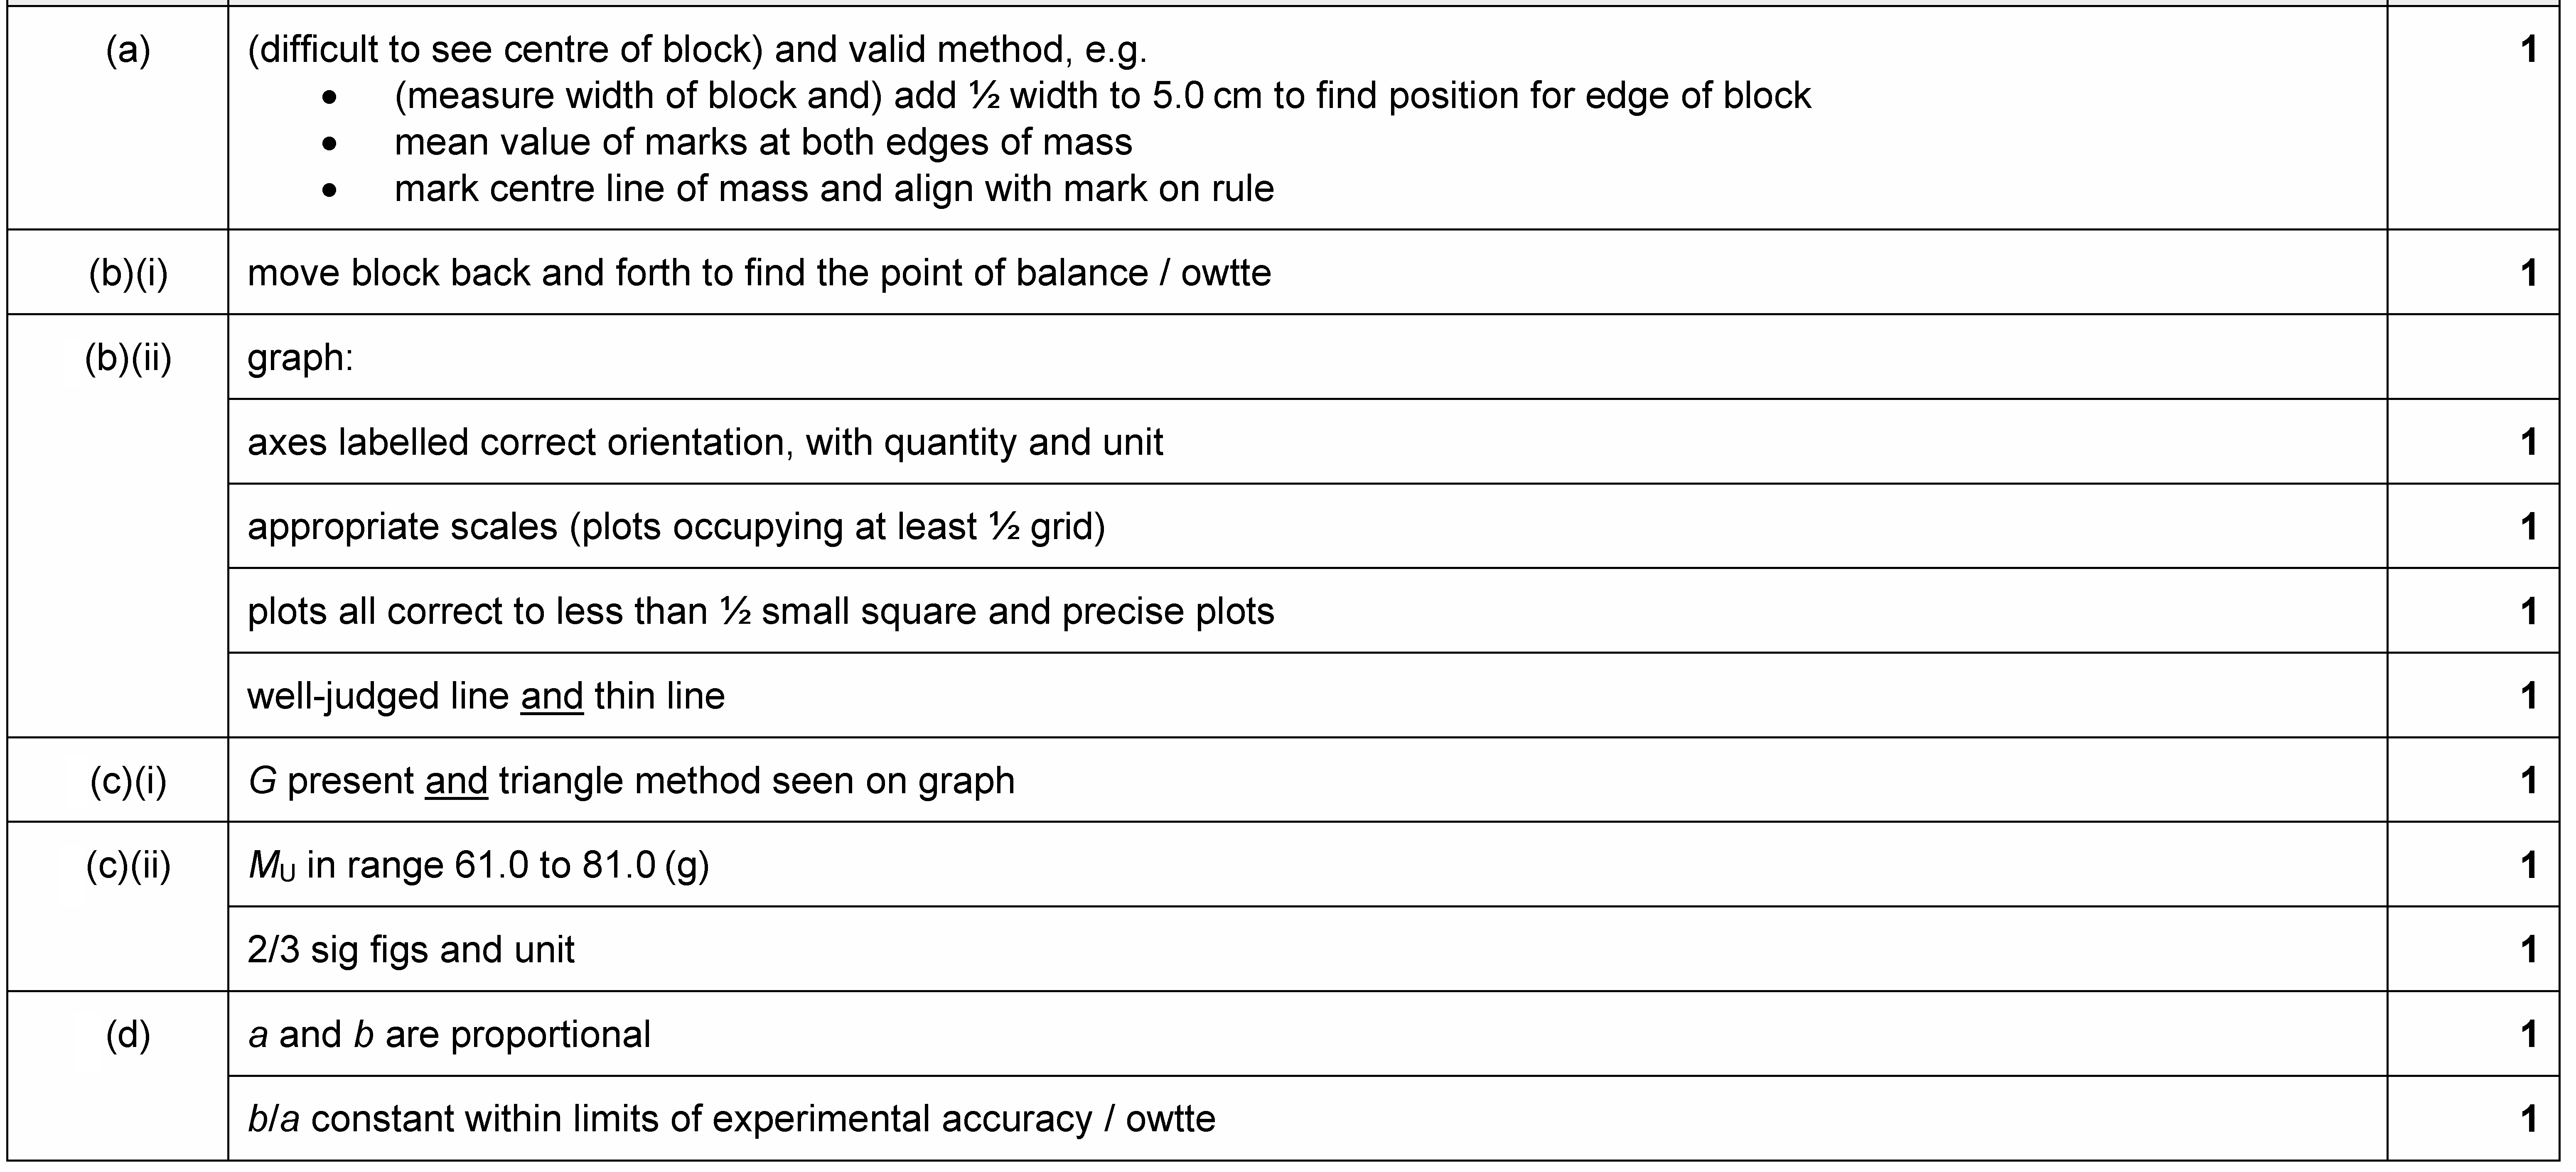 (a) (difficult to see centre of block) and valid method, e.g. 1
• (measure width of block and) add ½ width to 5.0 cm to find position for edge of block
• mean value of marks at both edges of mass
• mark centre line of mass and align with mark on rule
(b)(i) move block back and forth to find the point of balance / owtte 1
(b)(ii) graph:
axes labelled correct orientation, with quantity and unit 1
appropriate scales (plots occupying at least ½ grid) 1
plots all correct to less than ½ small square and precise plots 1
well-judged line and thin line 1
(c)(i) G present and triangle method seen on graph 1
(c)(ii) MU in range 61.0 to 81.0 (g) 1
2/3 sig figs and unit 1
(d) a and b are proportional 1
b/a constant within limits of experimental accuracy / owtte 1